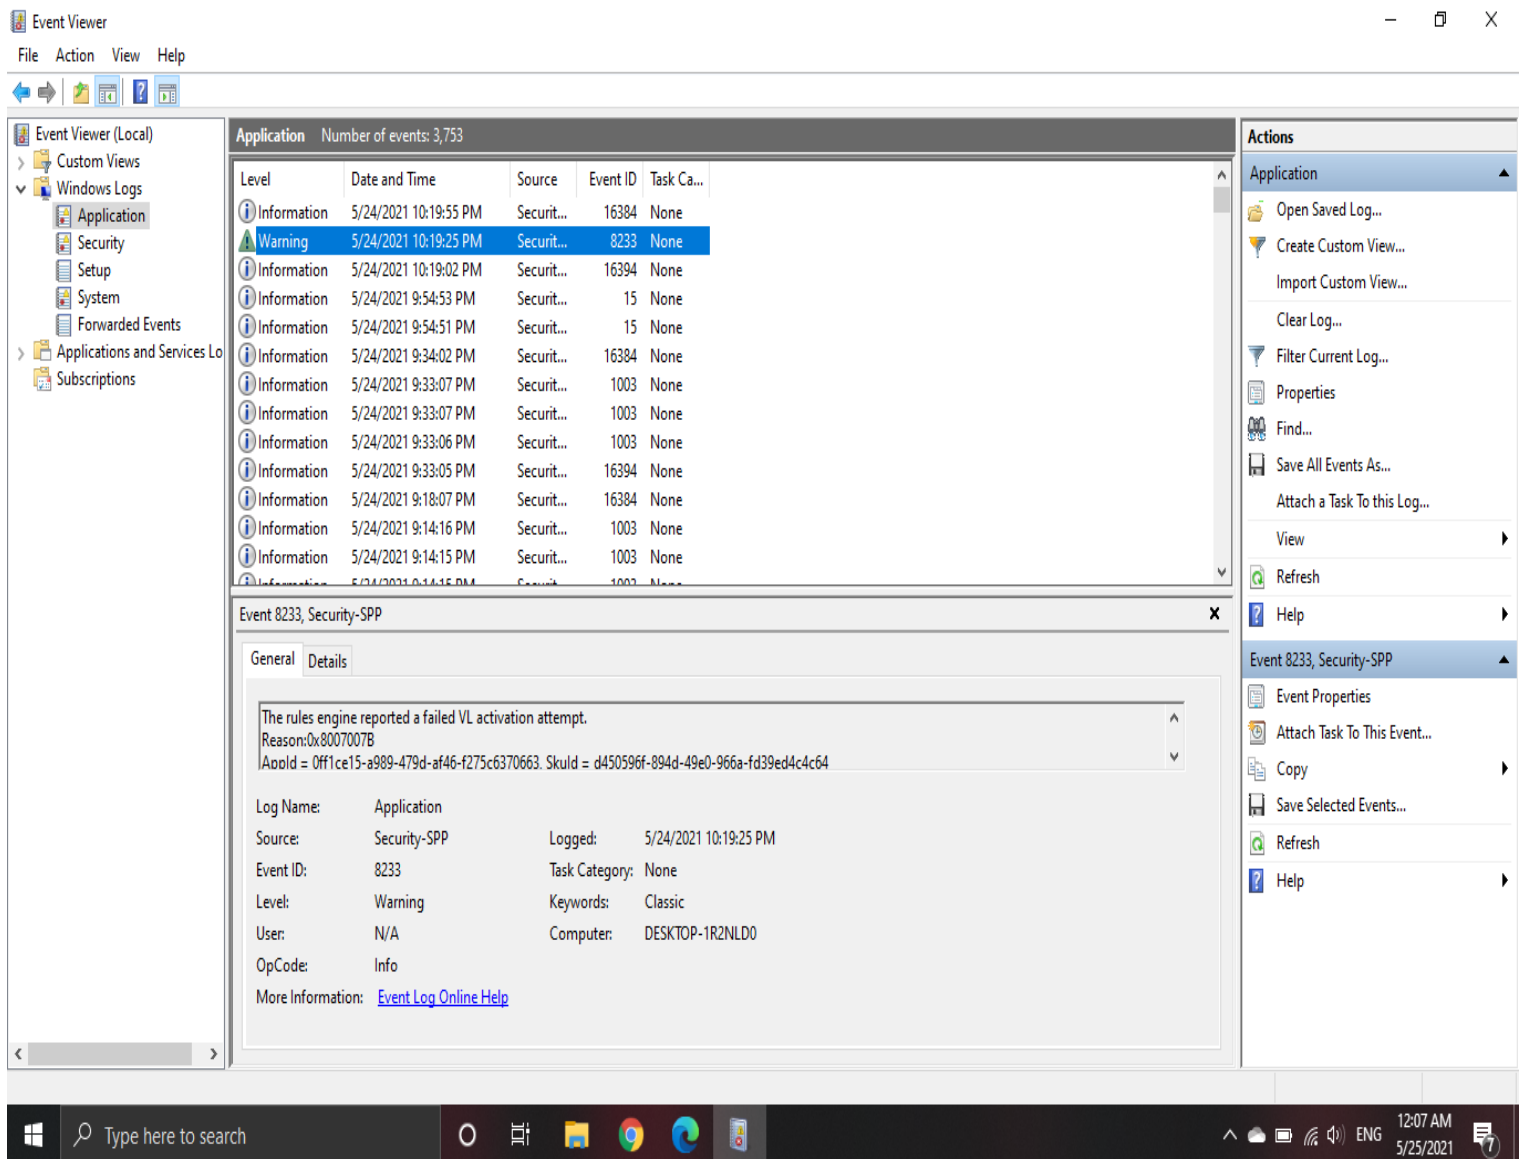 Event Viewer
File Action View Help
Event Viewer (Local)
Custom Views
Windows Logs
Application
Security
Setup
System
Forwarded Events
Applications and Services Lo
Subscriptions
Application Number of events: 3,753
Level Date and Time Source Event ID Task Ca...
Information 5/24/2021 10:19:55 PM Securit... 16384 None
Warning 5/24/2021 10:19:25 PM Securit... 8233 None
Information 5/24/2021 10:19:02 PM Securit... 16394 None
Information 5/24/2021 9:54:53 PM Securit... 15 None
Information 5/24/2021 9:54:51 PM Securit... 15 None
Information 5/24/2021 9:34:02 PM Securit... 16384 None
Information 5/24/2021 9:33:07 PM Securit... 1003 None
Information 5/24/2021 9:33:07 PM Securit... 1003 None
Information 5/24/2021 9:33:06 PM Securit... 1003 None
Information 5/24/2021 9:33:05 PM Securit... 16394 None
Information 5/24/2021 9:18:07 PM Securit... 16384 None
Information 5/24/2021 9:14:16 PM Securit... 1003 None
Information 5/24/2021 9:14:15 PM Securit... 1003 None
Information 5/24/2021 9:14:15 PM Securit... 1003 None
Event 8233, Security-SPP
General Details
The rules engine reported a failed VL activation attempt.
Reason:0x8007007B
AppId = 0ff1ce15-a989-479d-af46-f275c6370663, SkuId = d450596f-894d-49e0-966a-fd39ed4c4c64
Log Name: Application
Source: Security-SPP Logged: 5/24/2021 10:19:25 PM
Event ID: 8233 Task Category: None
Level: Warning Keywords: Classic
User: N/A Computer: DESKTOP-1R2NLD0
OpCode: Info
More Information: Event Log Online Help
Actions
Application
Open Saved Log...
Create Custom View...
Import Custom View...
Clear Log...
Filter Current Log...
Properties
Find...
Save All Events As...
Attach a Task To this Log...
View
Refresh
Help
Event 8233, Security-SPP
Event Properties
Attach Task To This Event...
Copy
Save Selected Events...
Refresh
Help
Type here to search
ENG
12:07 AM
5/25/2021
7